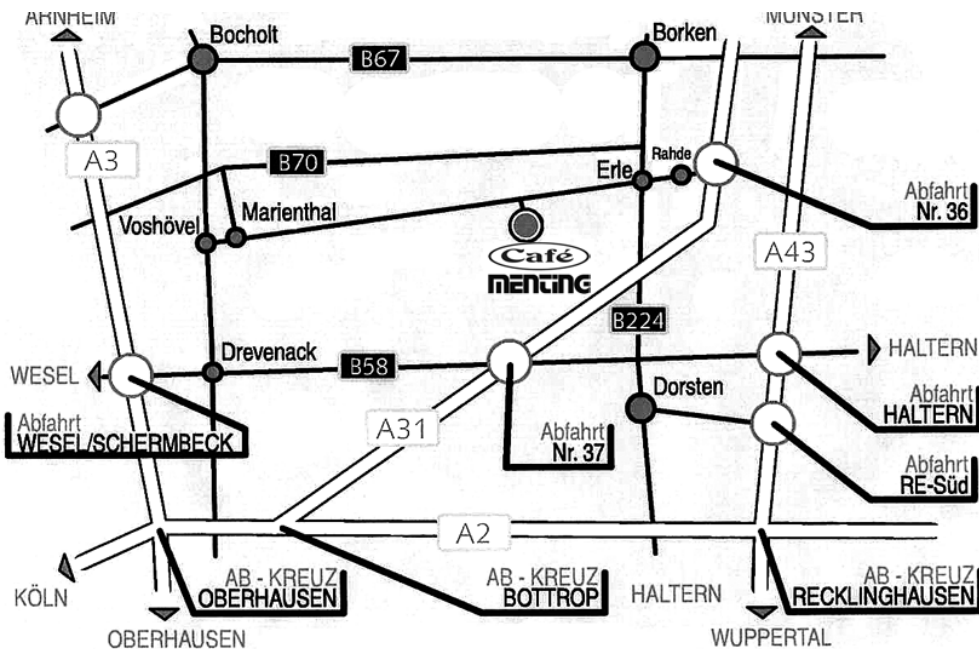 ARNHEIM
MÜNSTER
Bocholt
B67
Borken
A3
B70
Erle
Rahde
Abfahrt
Nr. 36
Voshövel
Marienthal
Café
MENTING
A43
B224
WESEL
Drevenack
B58
HALTERN
Abfahrt
WESEL/SCHERMBECK
A31
Abfahrt
Nr. 37
Dorsten
Abfahrt
HALTERN
Abfahrt
RE-Süd
A2
KÖLN
AB - KREUZ
OBERHAUSEN
AB - KREUZ
BOTTROP
HALTERN
AB - KREUZ
RECKLINGHAUSEN
OBERHAUSEN
WUPPERTAL